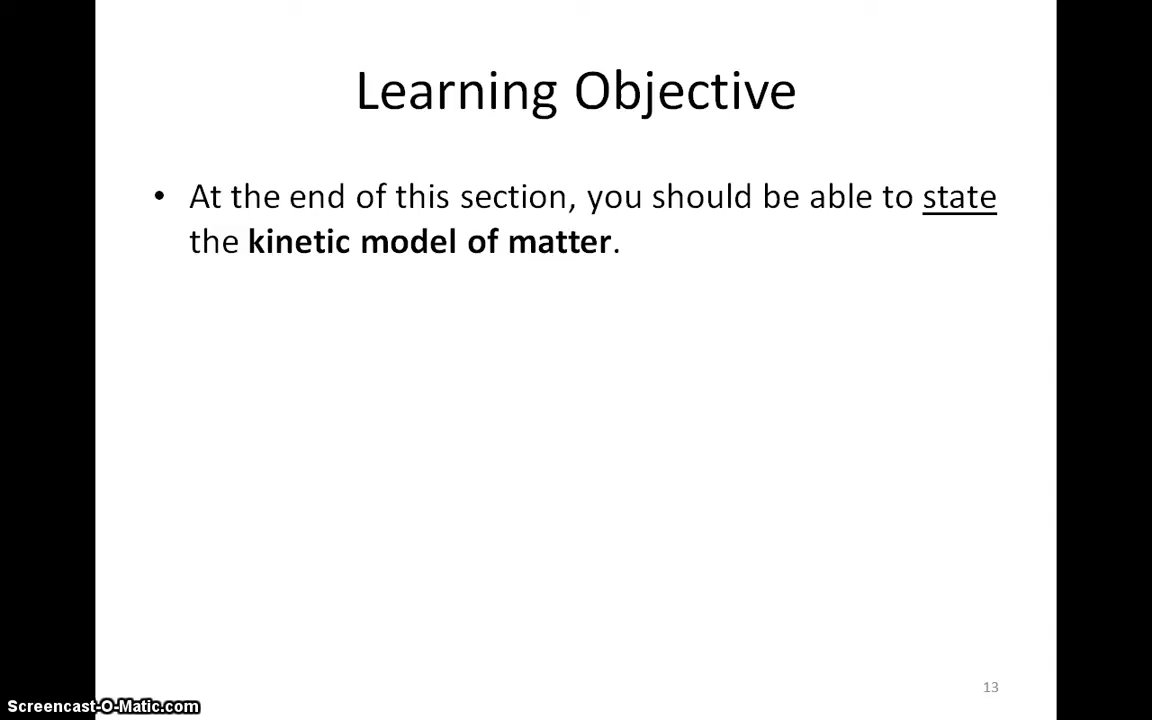 Learning Objective
• At the end of this section, you should be able to state
the kinetic model of matter.
13
Screencast-O-Matic.com